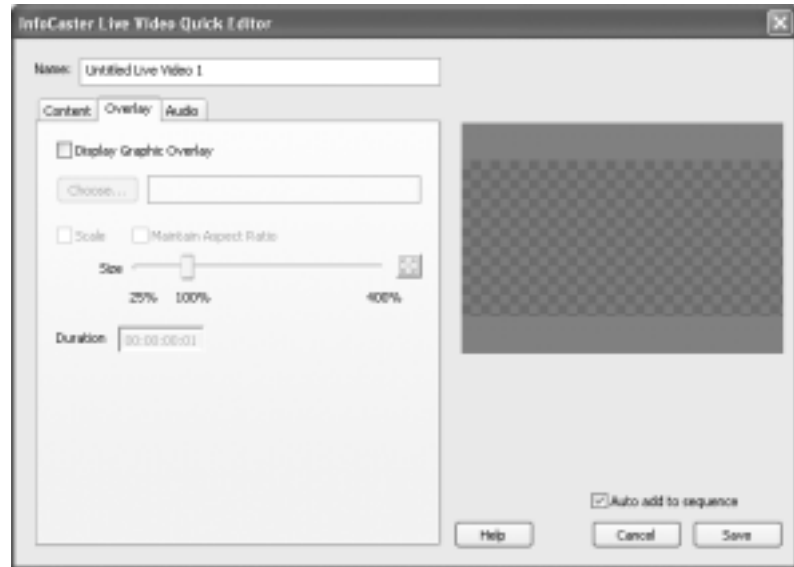 InfoCaster Live Video Quick Editor
Name: Untitled Live Video 1
Content Overlay Audio
Display Graphic Overlay
Choose...
Scale Maintain Aspect Ratio
Size
25% 100% 400%
Duration 00:00:00:01
Auto add to sequence
Help Cancel Save